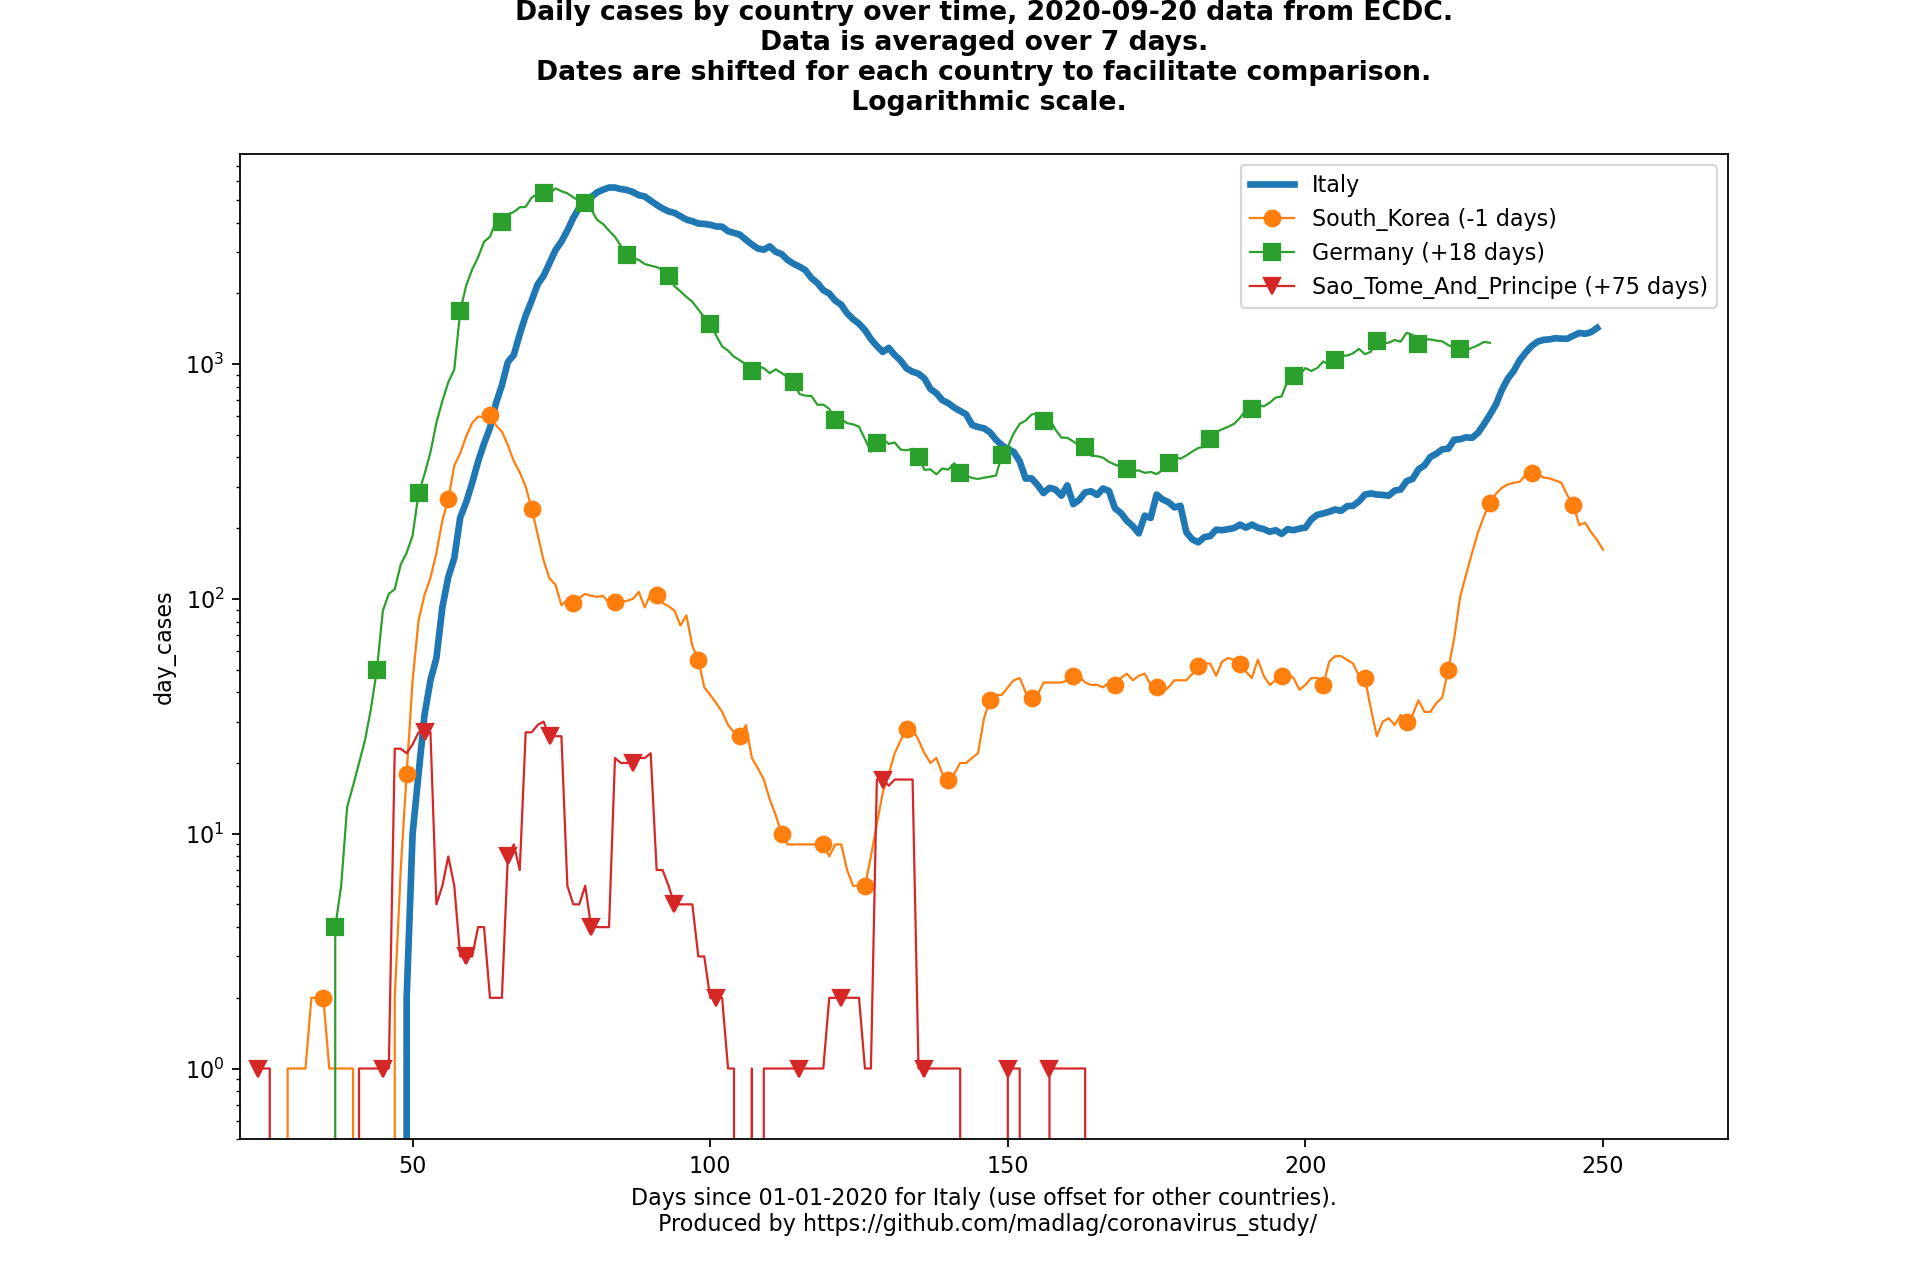 Daily cases by country over time, 2020-09-20 data from ECDC.
Data is averaged over 7 days.
Dates are shifted for each country to facilitate comparison.
Logarithmic scale.
Italy
South_Korea (-1 days)
Germany (+18 days)
Sao_Tome_And_Principe (+75 days)
10³
10²
10¹
10⁰
day_cases
50 100 150 200 250
Days since 01-01-2020 for Italy (use offset for other countries).
Produced by https://github.com/madlag/coronavirus_study/